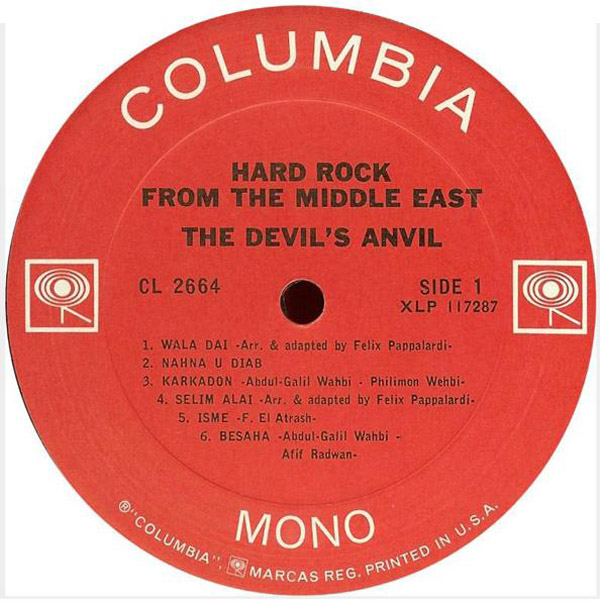 COLUMBIA
HARD ROCK
FROM THE MIDDLE EAST
THE DEVIL'S ANVIL
CL 2664
SIDE 1
XLP 117287
1. WALA DAI -Arr. & adapted by Felix Pappalardi-
2. NAHNA U DIAB
3. KARKADON -Abdul-Galil Wahbi - Philimon Wehbi-
4. SELIM ALAI -Arr. & adapted by Felix Pappalardi-
5. ISME -F. El Atrash-
6. BESAHA -Abdul-Galil Wahbi -
Afif Radwan-
MONO
®"COLUMBIA", MARCAS REG. PRINTED IN U.S.A.